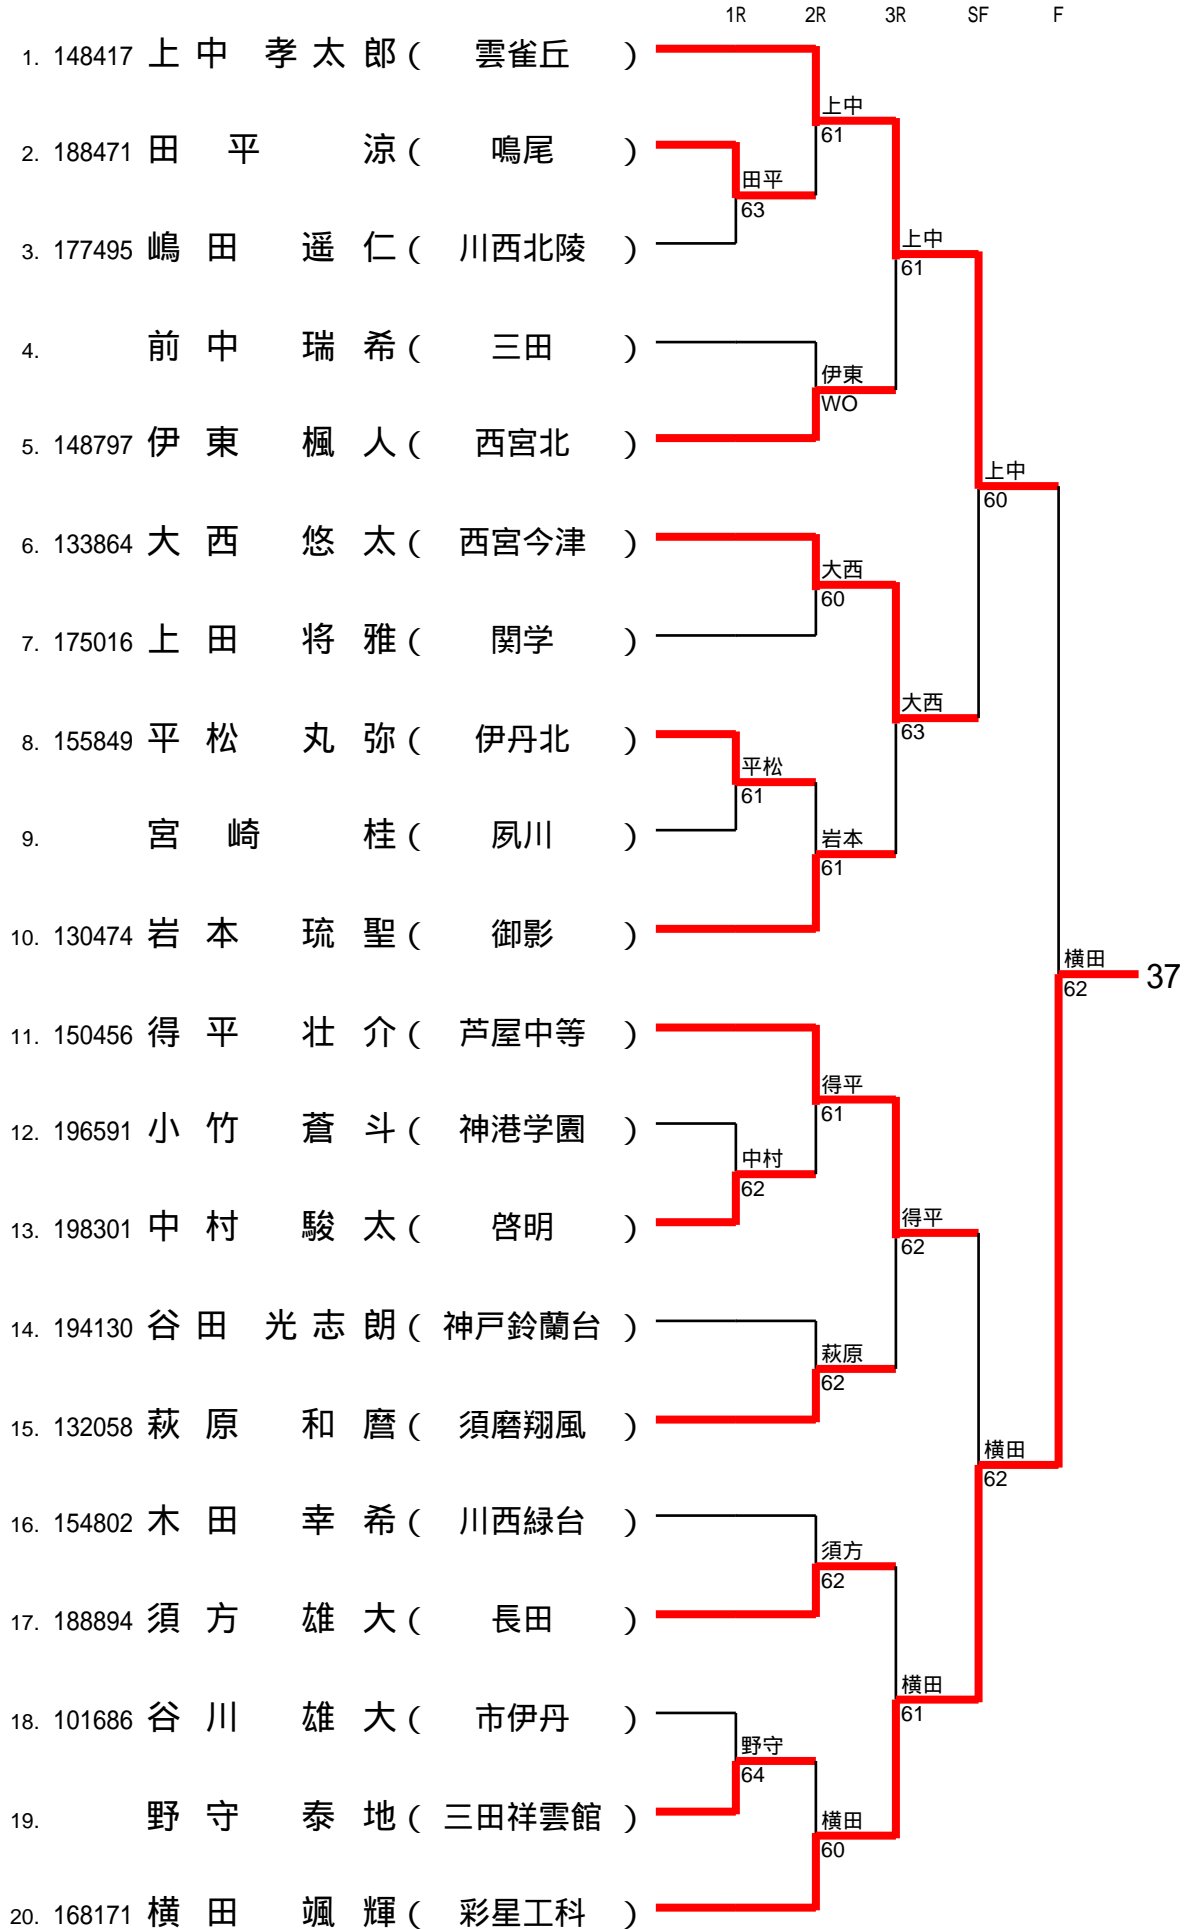 1R 2R 3R SF F
1. 148417 上中 孝太郎 ( 雲雀丘 )
上中
61
2. 188471 田平 涼 ( 鳴尾 )
田平
63
3. 177495 嶋田 遥仁 ( 川西北陵 )
上中
61
4. 前中 瑞希 ( 三田 )
伊東
WO
5. 148797 伊東 楓人 ( 西宮北 )
上中
60
6. 133864 大西 悠太 ( 西宮今津 )
大西
60
7. 175016 上田 将雅 ( 関学 )
大西
63
8. 155849 平松 丸弥 ( 伊丹北 )
平松
61
9. 宮崎 桂 ( 夙川 )
岩本
61
10. 130474 岩本 琉聖 ( 御影 )
横田
62
37
11. 150456 得平 壮介 ( 芦屋中等 )
得平
61
12. 196591 小竹 蒼斗 ( 神港学園 )
中村
62
13. 198301 中村 駿太 ( 啓明 )
得平
62
14. 194130 谷田 光志朗 ( 神戸鈴蘭台 )
萩原
62
15. 132058 萩原 和麿 ( 須磨翔風 )
横田
62
16. 154802 木田 幸希 ( 川西緑台 )
須方
62
17. 188894 須方 雄大 ( 長田 )
横田
61
18. 101686 谷川 雄大 ( 市伊丹 )
野守
64
19. 野守 泰地 ( 三田祥雲館 )
横田
60
20. 168171 横田 颯輝 ( 彩星工科 )